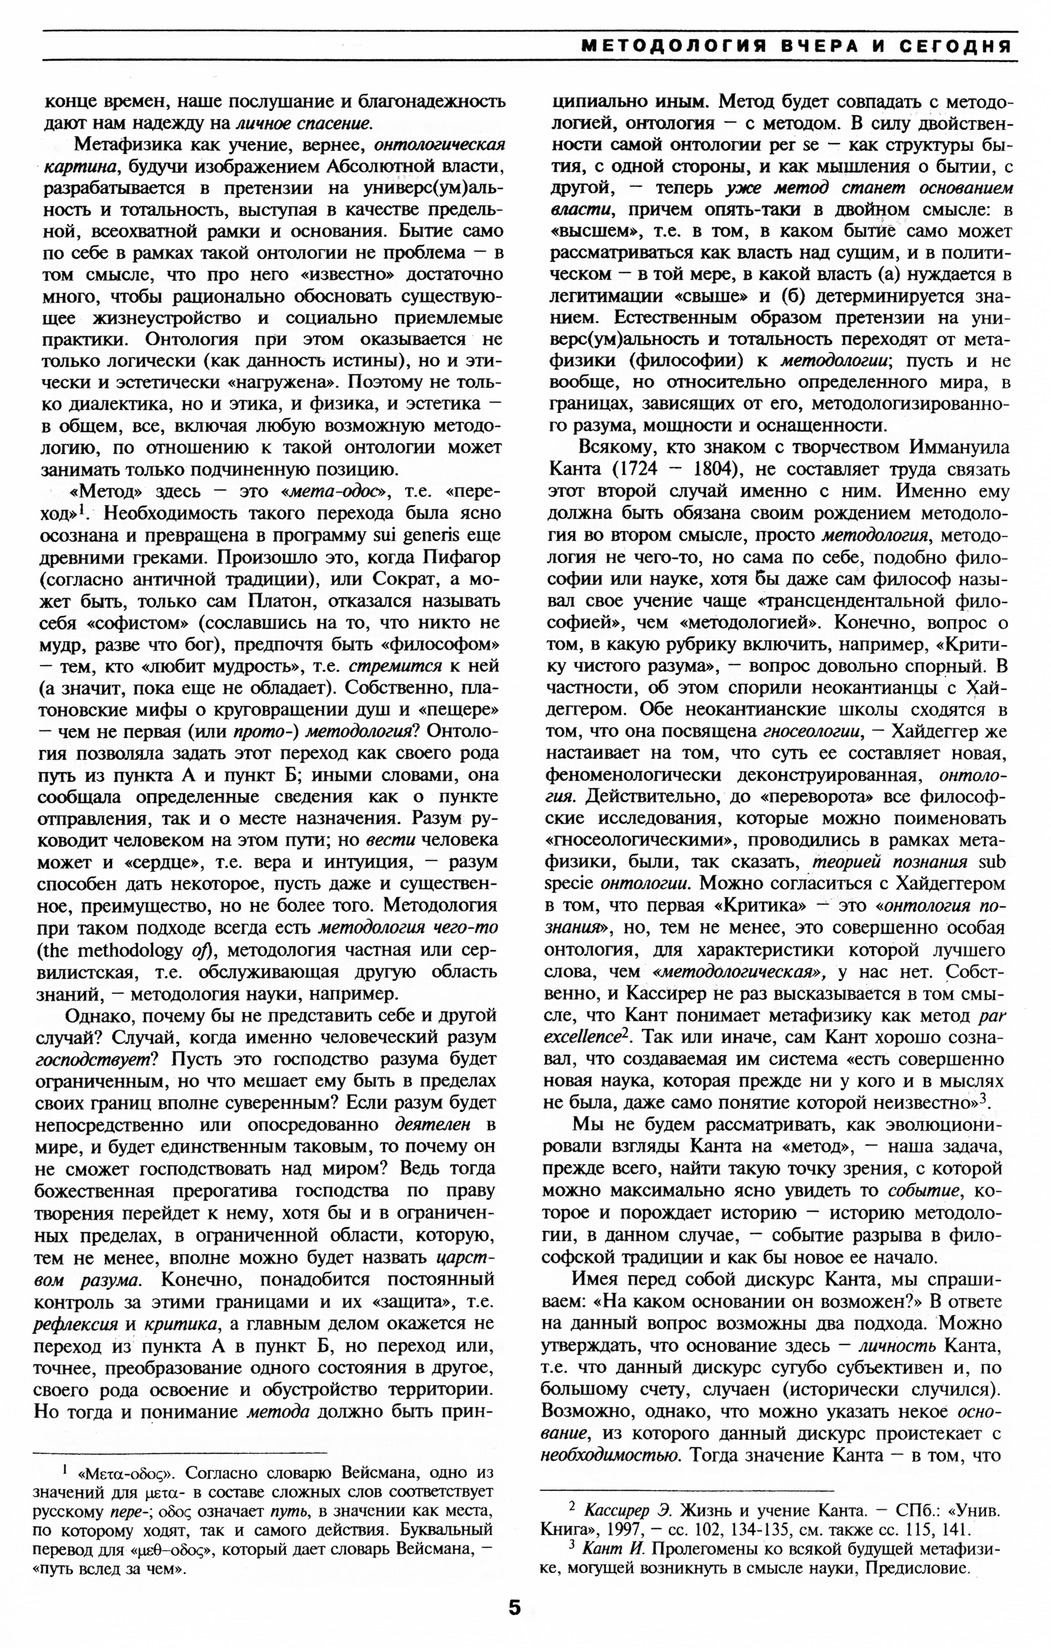 МЕТОДОЛОГИЯ ВЧЕРА И СЕГОДНЯ
конце времен, наше послушание и благонадежность
дают нам надежду на личное спасение.
Метафизика как учение, вернее, онтологическая
картина, будучи изображением Абсолютной власти,
разрабатывается в претензии на универс(ум)аль-
ность и тотальность, выступая в качестве предель-
ной, всеохватной рамки и основания. Бытие само
по себе в рамках такой онтологии не проблема — в
том смысле, что про него «известно» достаточно
много, чтобы рационально обосновать существую-
щее жизнеустройство и социально приемлемые
практики. Онтология при этом оказывается не
только логически (как данность истины), но и эти-
чески и эстетически «нагружена». Поэтому не толь-
ко диалектика, но и этика, и физика, и эстетика —
в общем, все, включая любую возможную методо-
логию, по отношению к такой онтологии может
занимать только подчиненную позицию.
«Метод» здесь — это «мета-одос», т.е. «пере-
ход»1. Необходимость такого перехода была ясно
осознана и превращена в программу sui generis еще
древними греками. Произошло это, когда Пифагор
(согласно античной традиции), или Сократ, а мо-
жет быть, только сам Платон, отказался называть
себя «софистом» (сославшись на то, что никто не
мудр, разве что бог), предпочтя быть «философом»
— тем, кто «любит мудрость», т.е. стремится к ней
(а значит, пока еще не обладает). Собственно, пла-
тоновские мифы о круговращении душ и «пещере»
— чем не первая (или прото-) методология? Онтоло-
гия позволяла задать этот переход как своего рода
путь из пункта А и пункт Б; иными словами, она
сообщала определенные сведения как о пункте
отправления, так и о месте назначения. Разум ру-
ководит человеком на этом пути; но вести человека
может и «сердце», т.е. вера и интуиция, — разум
способен дать некоторое, пусть даже и существен-
ное, преимущество, но не более того. Методология
при таком подходе всегда есть методология чего-то
(the methodology of), методология частная или сер-
вилистская, т.е. обслуживающая другую область
знаний, — методология науки, например.
Однако, почему бы не представить себе и другой
случай? Случай, когда именно человеческий разум
господствует? Пусть это господство разума будет
ограниченным, но что мешает ему быть в пределах
своих границ вполне суверенным? Если разум будет
непосредственно или опосредованно деятелен в
мире, и будет единственным таковым, то почему он
не сможет господствовать над миром? Ведь тогда
божественная прерогатива господства по праву
творения перейдет к нему, хотя бы и в ограничен-
ных пределах, в ограниченной области, которую,
тем не менее, вполне можно будет назвать царст-
вом разума. Конечно, понадобится постоянный
контроль за этими границами и их «защита», т.е.
рефлексия и критика, а главным делом окажется не
переход из пункта А в пункт Б, но переход или,
точнее, преобразование одного состояния в другое,
своего рода освоение и обустройство территории.
Но тогда и понимание метода должно быть прин-
1 «Μετα-οδος». Согласно словарю Вейсмана, одно из
значений для μετα- в составе сложных слов соответствует
русскому пере-; οδος означает путь, в значении как места,
по которому ходят, так и самого действия. Буквальный
перевод для «μεθ–οδος», который дает словарь Вейсмана, —
«путь вслед за чем».
ципиально иным. Метод будет совпадать с методо-
логией, онтология — с методом. В силу двойствен-
ности самой онтологии per se — как структуры бы-
тия, с одной стороны, и как мышления о бытии, с
другой, — теперь уже метод станет основанием
власти, причем опять-таки в двойном смысле: в
«высшем», т.е. в том, в каком бытие само может
рассматриваться как власть над сущим, и в полити-
ческом — в той мере, в какой власть (а) нуждается в
легитимации «свыше» и (б) детерминируется зна-
нием. Естественным образом претензии на уни-
верс(ум)альность и тотальность переходят от мета-
физики (философии) к методологии; пусть и не
вообще, но относительно определенного мира, в
границах, зависящих от его, методологизированно-
го разума, мощности и оснащенности.
Всякому, кто знаком с творчеством Иммануила
Канта (1724 — 1804), не составляет труда связать
этот второй случай именно с ним. Именно ему
должна быть обязана своим рождением методоло-
гия во втором смысле, просто методология, методо-
логия не чего-то, но сама по себе, подобно фило-
софии или науке, хотя бы даже сам философ назы-
вал свое учение чаще «трансцендентальной фило-
софией», чем «методологией». Конечно, вопрос о
том, в какую рубрику включить, например, «Крити-
ку чистого разума», — вопрос довольно спорный. В
частности, об этом спорили неокантианцы с Хай-
деггером. Обе неокантианские школы сходятся в
том, что она посвящена гносеологии, — Хайдеггер же
настаивает на том, что суть ее составляет новая,
феноменологически деконструированная, онтоло-
гия. Действительно, до «переворота» все философ-
ские исследования, которые можно поименовать
«гносеологическими», проводились в рамках мета-
физики, были, так сказать, теорией познания sub
specie онтологии. Можно согласиться с Хайдеггером
в том, что первая «Критика» — это «онтология по-
знания», но, тем не менее, это совершенно особая
онтология, для характеристики которой лучшего
слова, чем «методологическая», у нас нет. Собст-
венно, и Кассирер не раз высказывается в том смы-
сле, что Кант понимает метафизику как метод par
excellence2. Так или иначе, сам Кант хорошо созна-
вал, что создаваемая им система «есть совершенно
новая наука, которая прежде ни у кого и в мыслях
не была, даже само понятие которой неизвестно»3.
Мы не будем рассматривать, как эволюциони-
ровали взгляды Канта на «метод», — наша задача,
прежде всего, найти такую точку зрения, с которой
можно максимально ясно увидеть то событие, ко-
торое и порождает историю — историю методоло-
гии, в данном случае, — событие разрыва в фило-
софской традиции и как бы новое ее начало.
Имея перед собой дискурс Канта, мы спраши-
ваем: «На каком основании он возможен?» В ответе
на данный вопрос возможны два подхода. Можно
утверждать, что основание здесь — личность Канта,
т.е. что данный дискурс сугубо субъективен и, по
большому счету, случаен (исторически случился).
Возможно, однако, что можно указать некое осно-
вание, из которого данный дискурс проистекает с
необходимостью. Тогда значение Канта — в том, что
2 Кассирер Э. Жизнь и учение Канта. — СПб.: «Унив.
Книга», 1997, — сс. 102, 134-135, см. также сс. 115, 141.
3 Кант И. Пролегомены ко всякой будущей метафизи-
ке, могущей возникнуть в смысле науки, Предисловие.
5